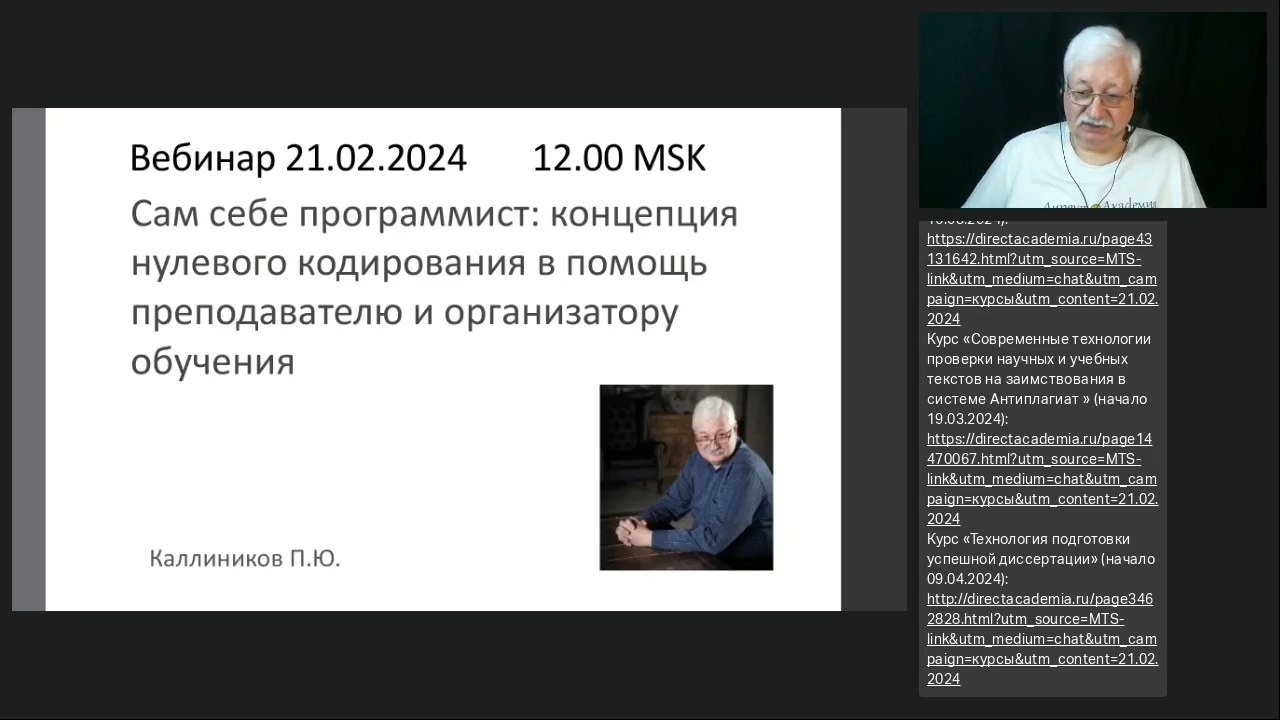 Вебинар 21.02.2024 12.00 MSK
Сам себе программист: концепция
нулевого кодирования в помощь
преподавателю и организатору
обучения
Каллиников П.Ю.
https://directacademia.ru/page43
131642.html?utm_source=MTS-
link&utm_medium=chat&utm_cam
paign=курсы&utm_content=21.02.
2024
Курс «Современные технологии
проверки научных и учебных
текстов на заимствования в
системе Антиплагиат » (начало
19.03.2024):
https://directacademia.ru/page14
470067.html?utm_source=MTS-
link&utm_medium=chat&utm_cam
paign=курсы&utm_content=21.02.
2024
Курс «Технология подготовки
успешной диссертации» (начало
09.04.2024):
http://directacademia.ru/page346
2828.html?utm_source=MTS-
link&utm_medium=chat&utm_cam
paign=курсы&utm_content=21.02.
2024